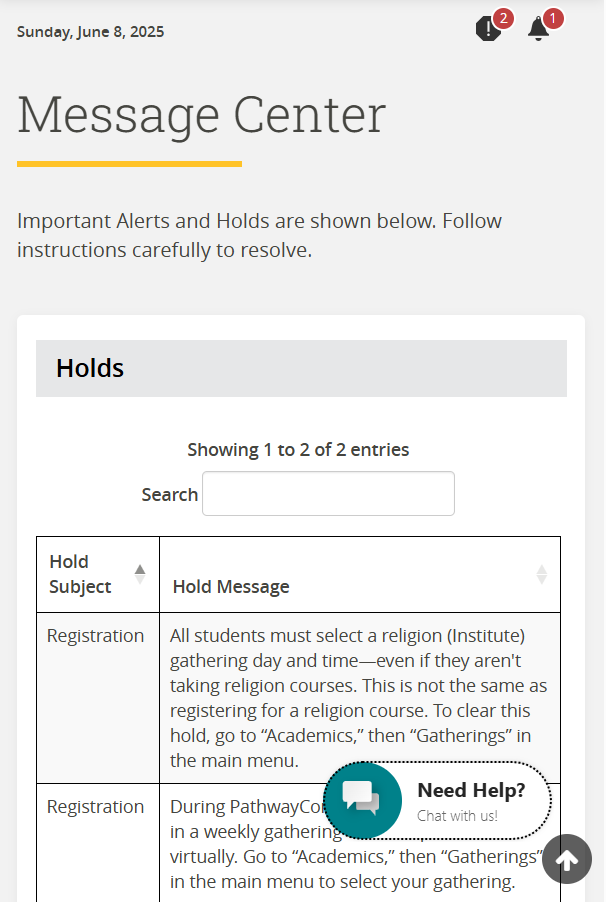 Sunday, June 8, 2025
2
1
Message Center
Important Alerts and Holds are shown below. Follow
instructions carefully to resolve.
Holds
Showing 1 to 2 of 2 entries
Search
Hold
Subject
Hold Message
Registration
All students must select a religion (Institute)
gathering day and time—even if they aren't
taking religion courses. This is not the same as
registering for a religion course. To clear this
hold, go to “Academics,” then “Gatherings” in
the main menu.
Registration
During
in a weekly gathering
virtually. Go to “Academics,” then “Gatherings”
in the main menu to select your gathering.
Need Help?
Chat with us!